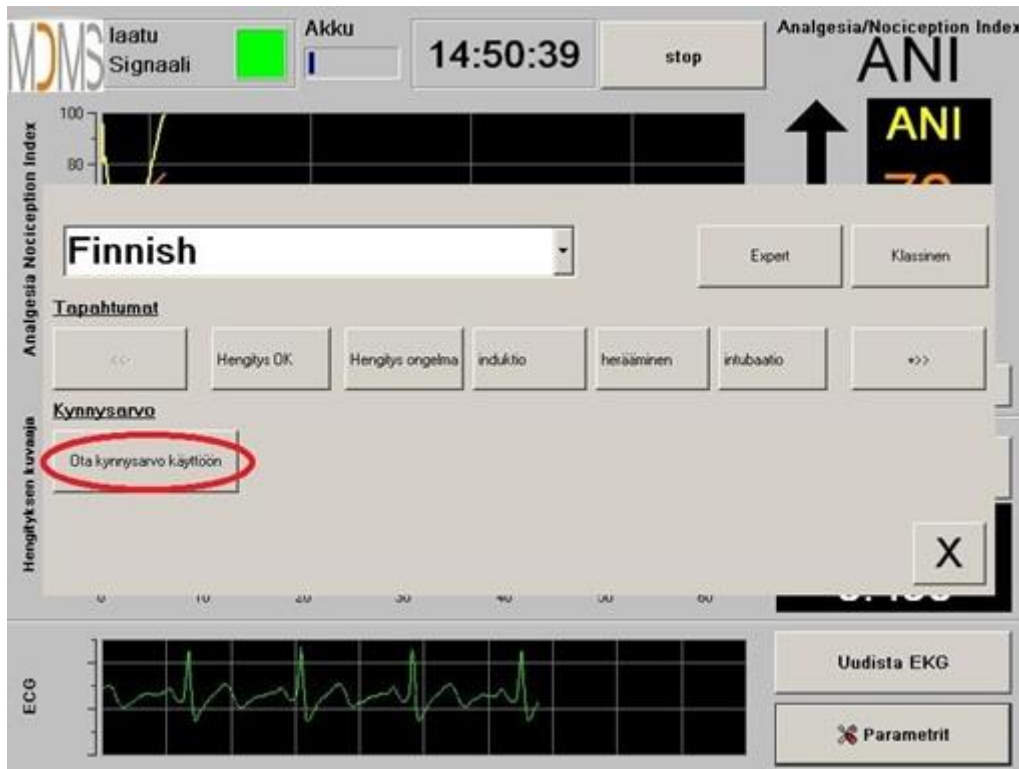 MDMS
laatu
Signaali
Akku
14:50:39
stop
Analgesia/Nociception Index
ANI
ANI
Analgesia Nociception Index
100
80
Finnish
Expert
Klassinen
Tapahtumat
<<-
Hengitys OK
Hengitys ongelma
induktio
herääminen
intubaatio
+>>
Kynnysarvo
Ota kynnysarvo käyttöön
X
Hengityksen kuvaaja
0 10 20 30 40 50 60
ECG
Uudista EKG
Parametrit